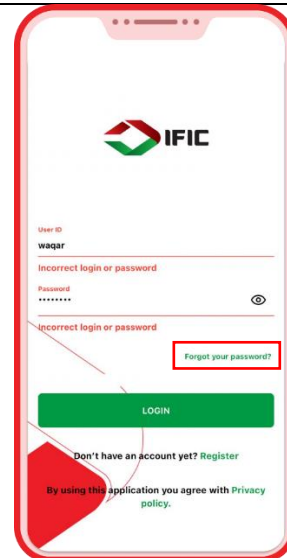 IFIC
User ID
waqar
Incorrect login or password
Password
••••••••
Incorrect login or password
Forgot your password?
LOGIN
Don't have an account yet? Register
By using this application you agree with Privacy
policy.